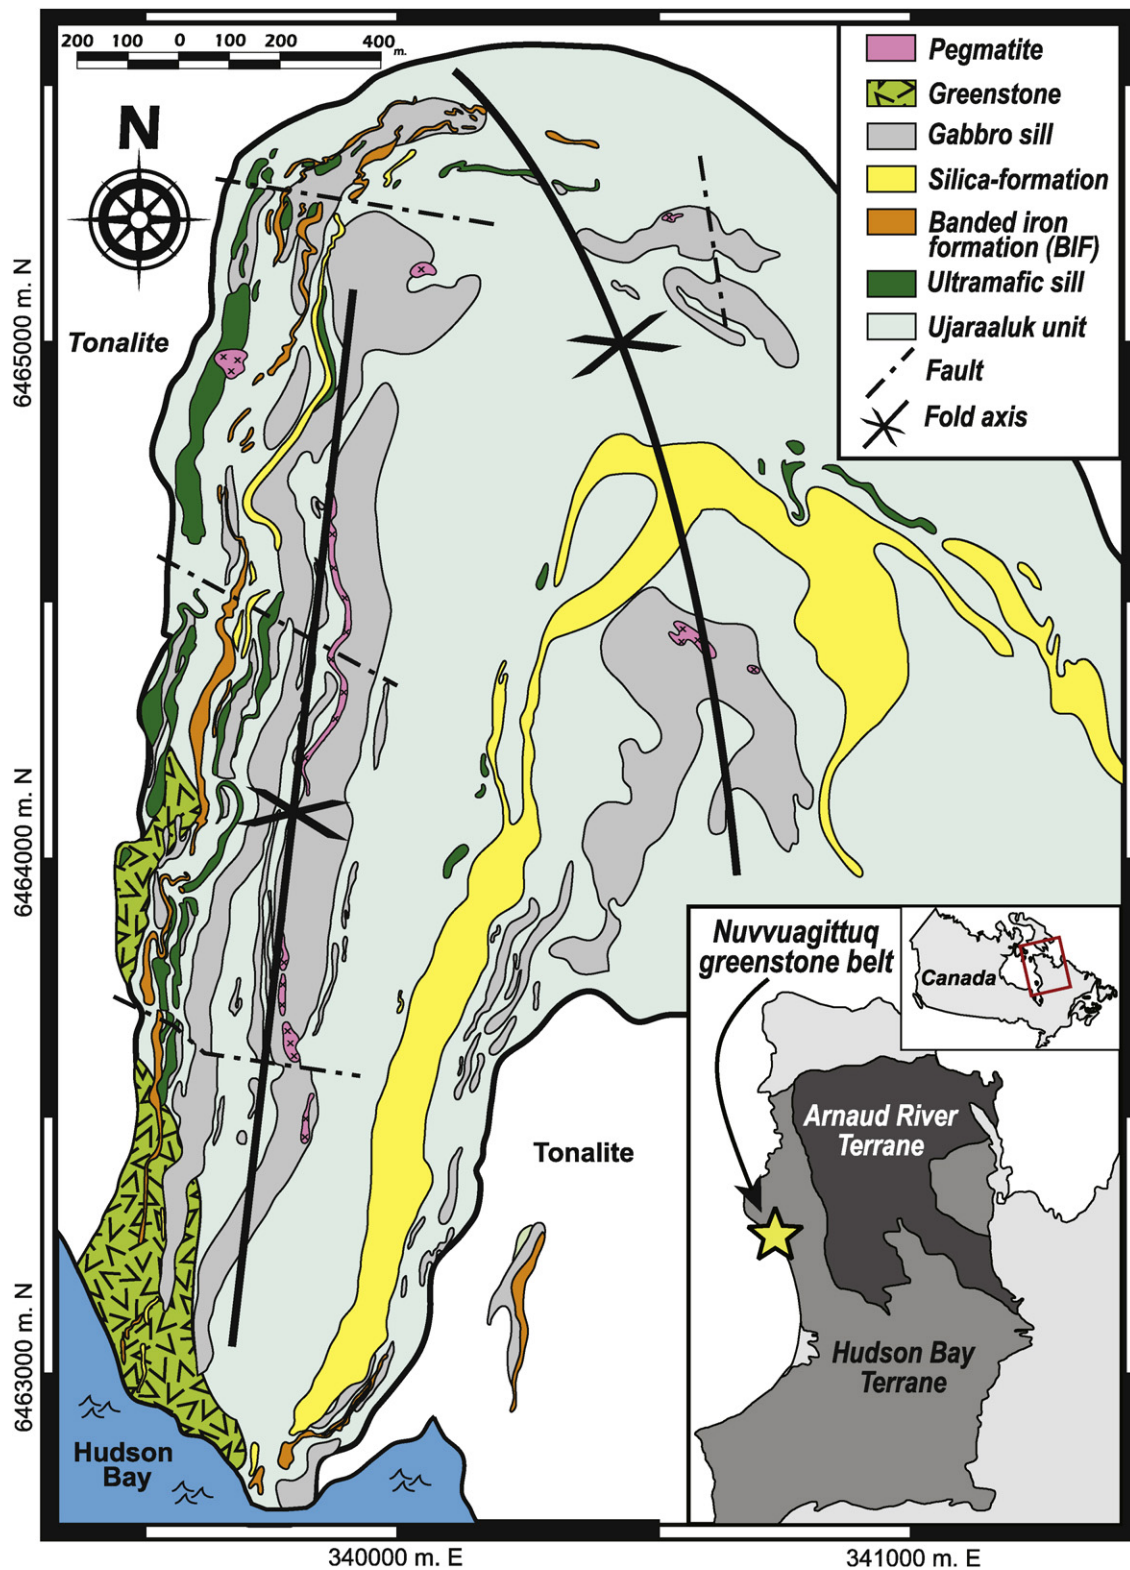 200 100 0 100 200 400 m.
N
Pegmatite
Greenstone
Gabbro sill
Silica-formation
Banded iron
formation (BIF)
Ultramafic sill
Ujaraaluk unit
Fault
Fold axis
Tonalite
6465000 m. N
6464000 m. N
6463000 m. N
Tonalite
Hudson
Bay
Nuvvuagittuq
greenstone belt
Canada
Arnaud River
Terrane
Hudson Bay
Terrane
340000 m. E
341000 m. E